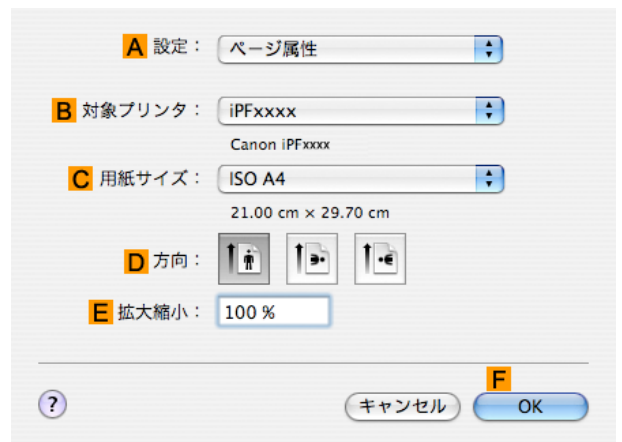 A 設定： ページ属性
B 対象プリンタ： iPFxxxx
Canon iPFxxxx
C 用紙サイズ： ISO A4
21.00 cm × 29.70 cm
D 方向：
E 拡大縮小： 100 %
F
? キャンセル OK